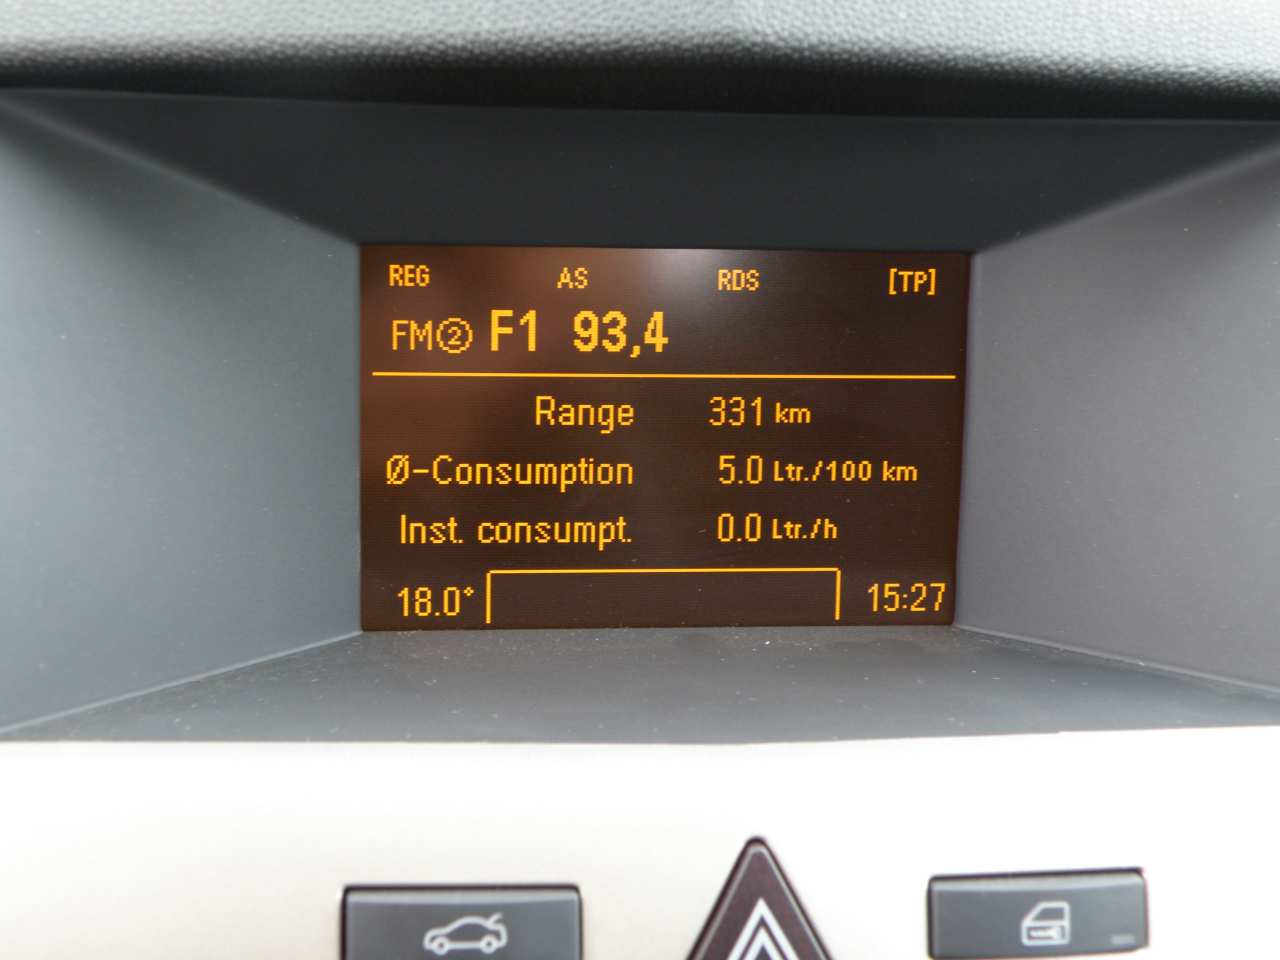 REG AS RDS [TP]
FM② F1 93,4
Range 331 km
Ø-Consumption 5.0 Ltr./100 km
Inst. consumpt. 0.0 Ltr./h
18.0° 15:27